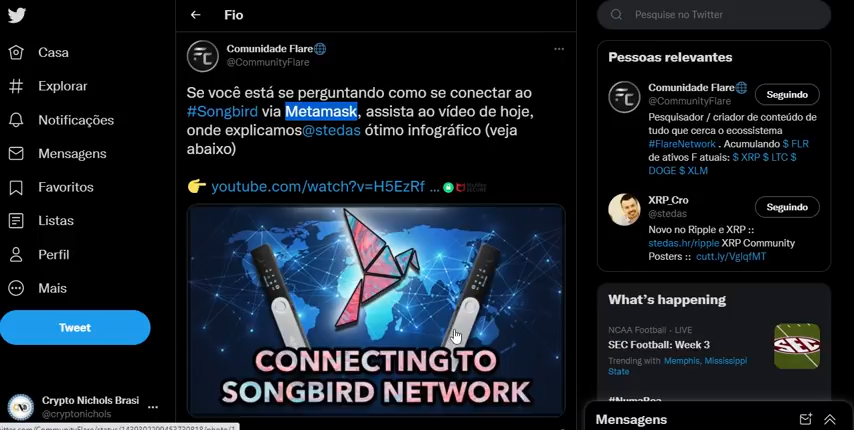 Casa
Explorar
Notificações
Mensagens
Favoritos
Listas
Perfil
Mais
Tweet
Crypto Nichols Brasi
@cryptonichols
Fio
Comunidade Flare
@CommunityFlare
Se você está se perguntando como se conectar ao
#Songbird via Metamask, assista ao vídeo de hoje,
onde explicamos@stedas ótimo infográfico (veja
abaixo)
youtube.com/watch?v=H5EzRf ...
CONNECTING TO
SONGBIRD NETWORK
Pesquise no Twitter
Pessoas relevantes
Comunidade Flare
@CommunityFlare
Seguindo
Pesquisador / criador de conteúdo de
tudo que cerca o ecossistema
#FlareNetwork . Acumulando $ FLR
de ativos F atuais: $ XRP $ LTC $
DOGE $ XLM
XRP_Cro
@stedas
Seguindo
Novo no Ripple e XRP ::
stedas.hr/ripple XRP Community
Posters :: cutt.ly/VglqfMT
What's happening
NCAA Football · LIVE
SEC Football: Week 3
Trending with Memphis, Mississippi
State
SEC
Mensagens